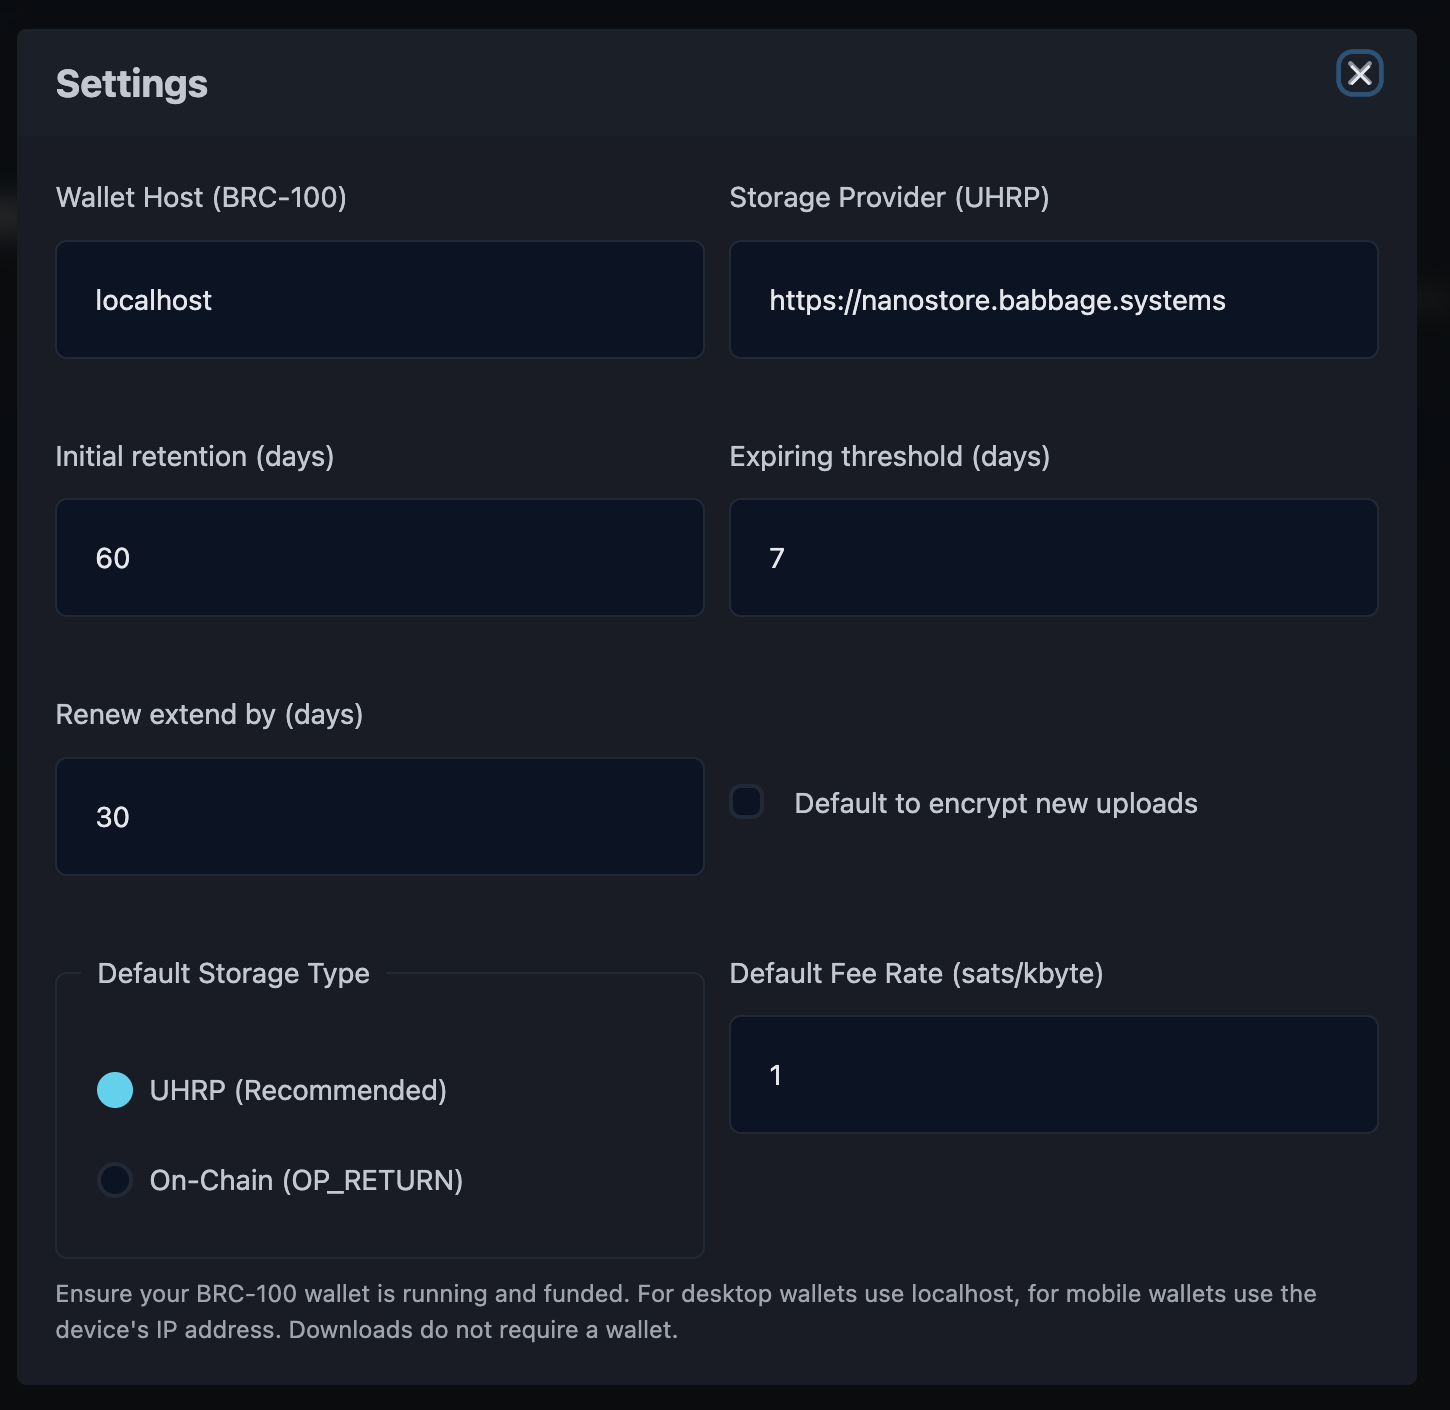 Settings
Wallet Host (BRC-100)
Storage Provider (UHRP)
localhost
https://nanostore.babbage.systems
Initial retention (days)
Expiring threshold (days)
60
7
Renew extend by (days)
30
Default to encrypt new uploads
Default Storage Type
Default Fee Rate (sats/kbyte)
1
UHRP (Recommended)
On-Chain (OP_RETURN)
Ensure your BRC-100 wallet is running and funded. For desktop wallets use localhost, for mobile wallets use the
device's IP address. Downloads do not require a wallet.